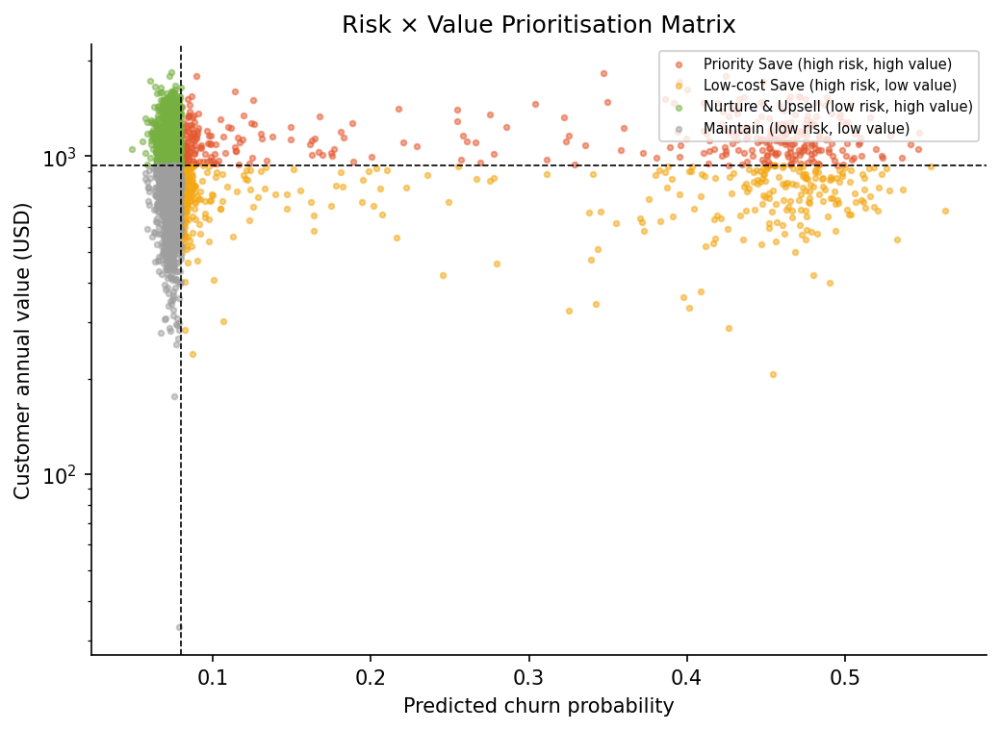 Risk × Value Prioritisation Matrix
Priority Save (high risk, high value)
Low-cost Save (high risk, low value)
Nurture & Upsell (low risk, high value)
Maintain (low risk, low value)
Customer annual value (USD)
10³
10²
0.1 0.2 0.3 0.4 0.5
Predicted churn probability